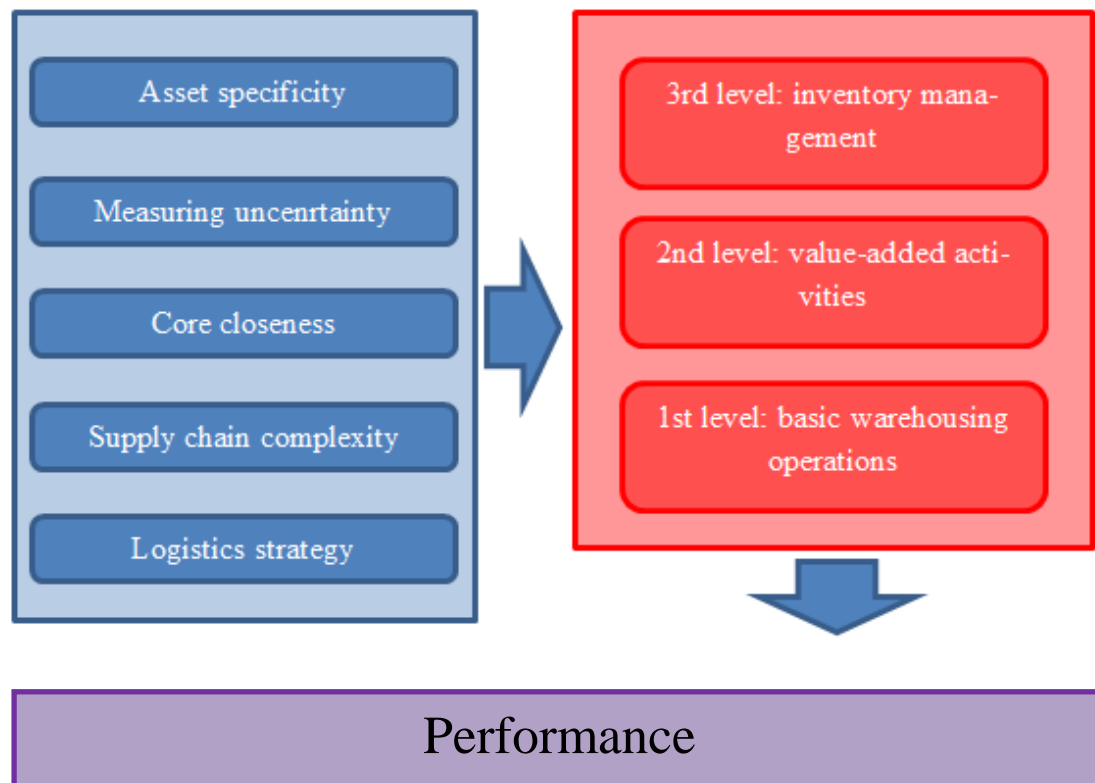 Asset specificity
Measuring uncenrtainty
Core closeness
Supply chain complexity
Logistics strategy
3rd level: inventory mana-
gement
2nd level: value-added acti-
vities
1st level: basic warehousing
operations
Performance